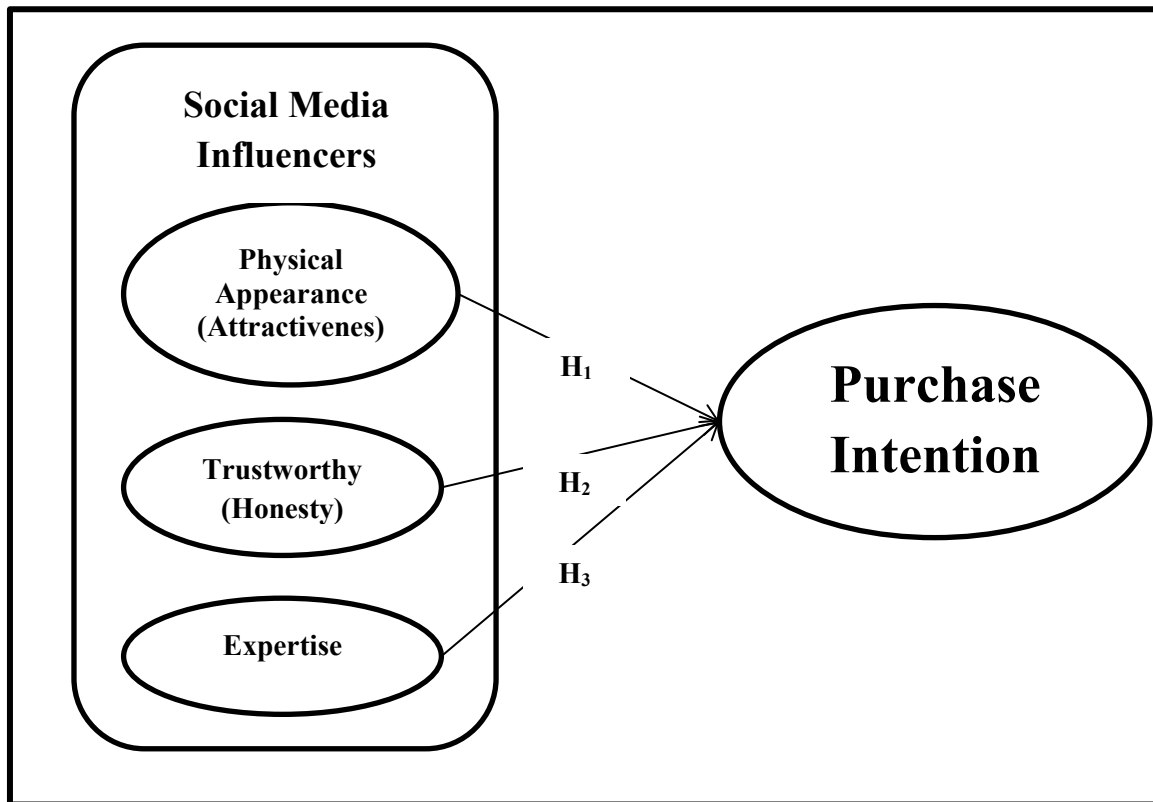 Social Media
Influencers
Physical
Appearance
(Attractivenes)
H₁
Purchase
Intention
Trustworthy
(Honesty)
H₂
H₃
Expertise